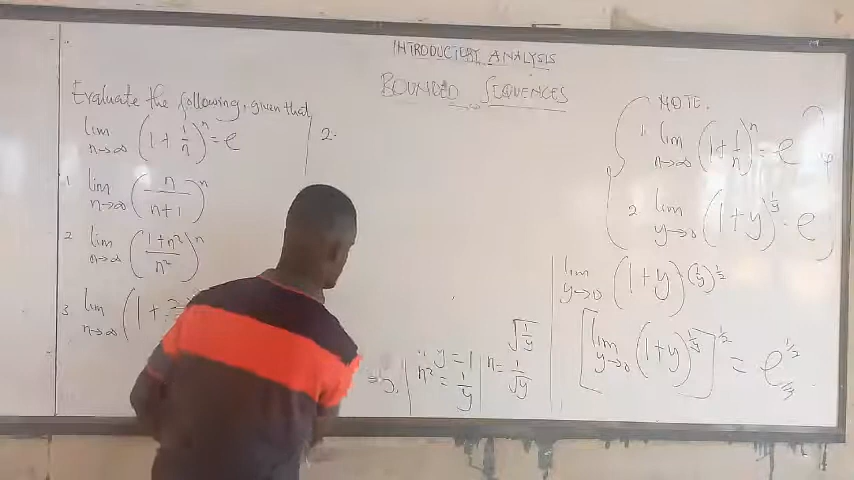 INTRODUCTORY ANALYSIS
BOUNDED SEQUENCES
Evaluate the following, given that
lim n→∞ (1 + 1/n)^n = e
1 lim n→∞ (n/(n+1))^n
2 lim n→∞ ((1+n²)/n²)^n
3 lim n→∞ (1 + 2
2.
y = 1
n² = 1/y
n = √(1/y)
1/√y
NOTE.
1. lim n→∞ (1 + 1/n)^n = e
2 lim y→0 (1+y)^(1/y) = e
lim y→0 (1+y)^((1/y)^(1/2))
[lim y→0 (1+y)^(1/y)]^(1/2) = e^(1/2)